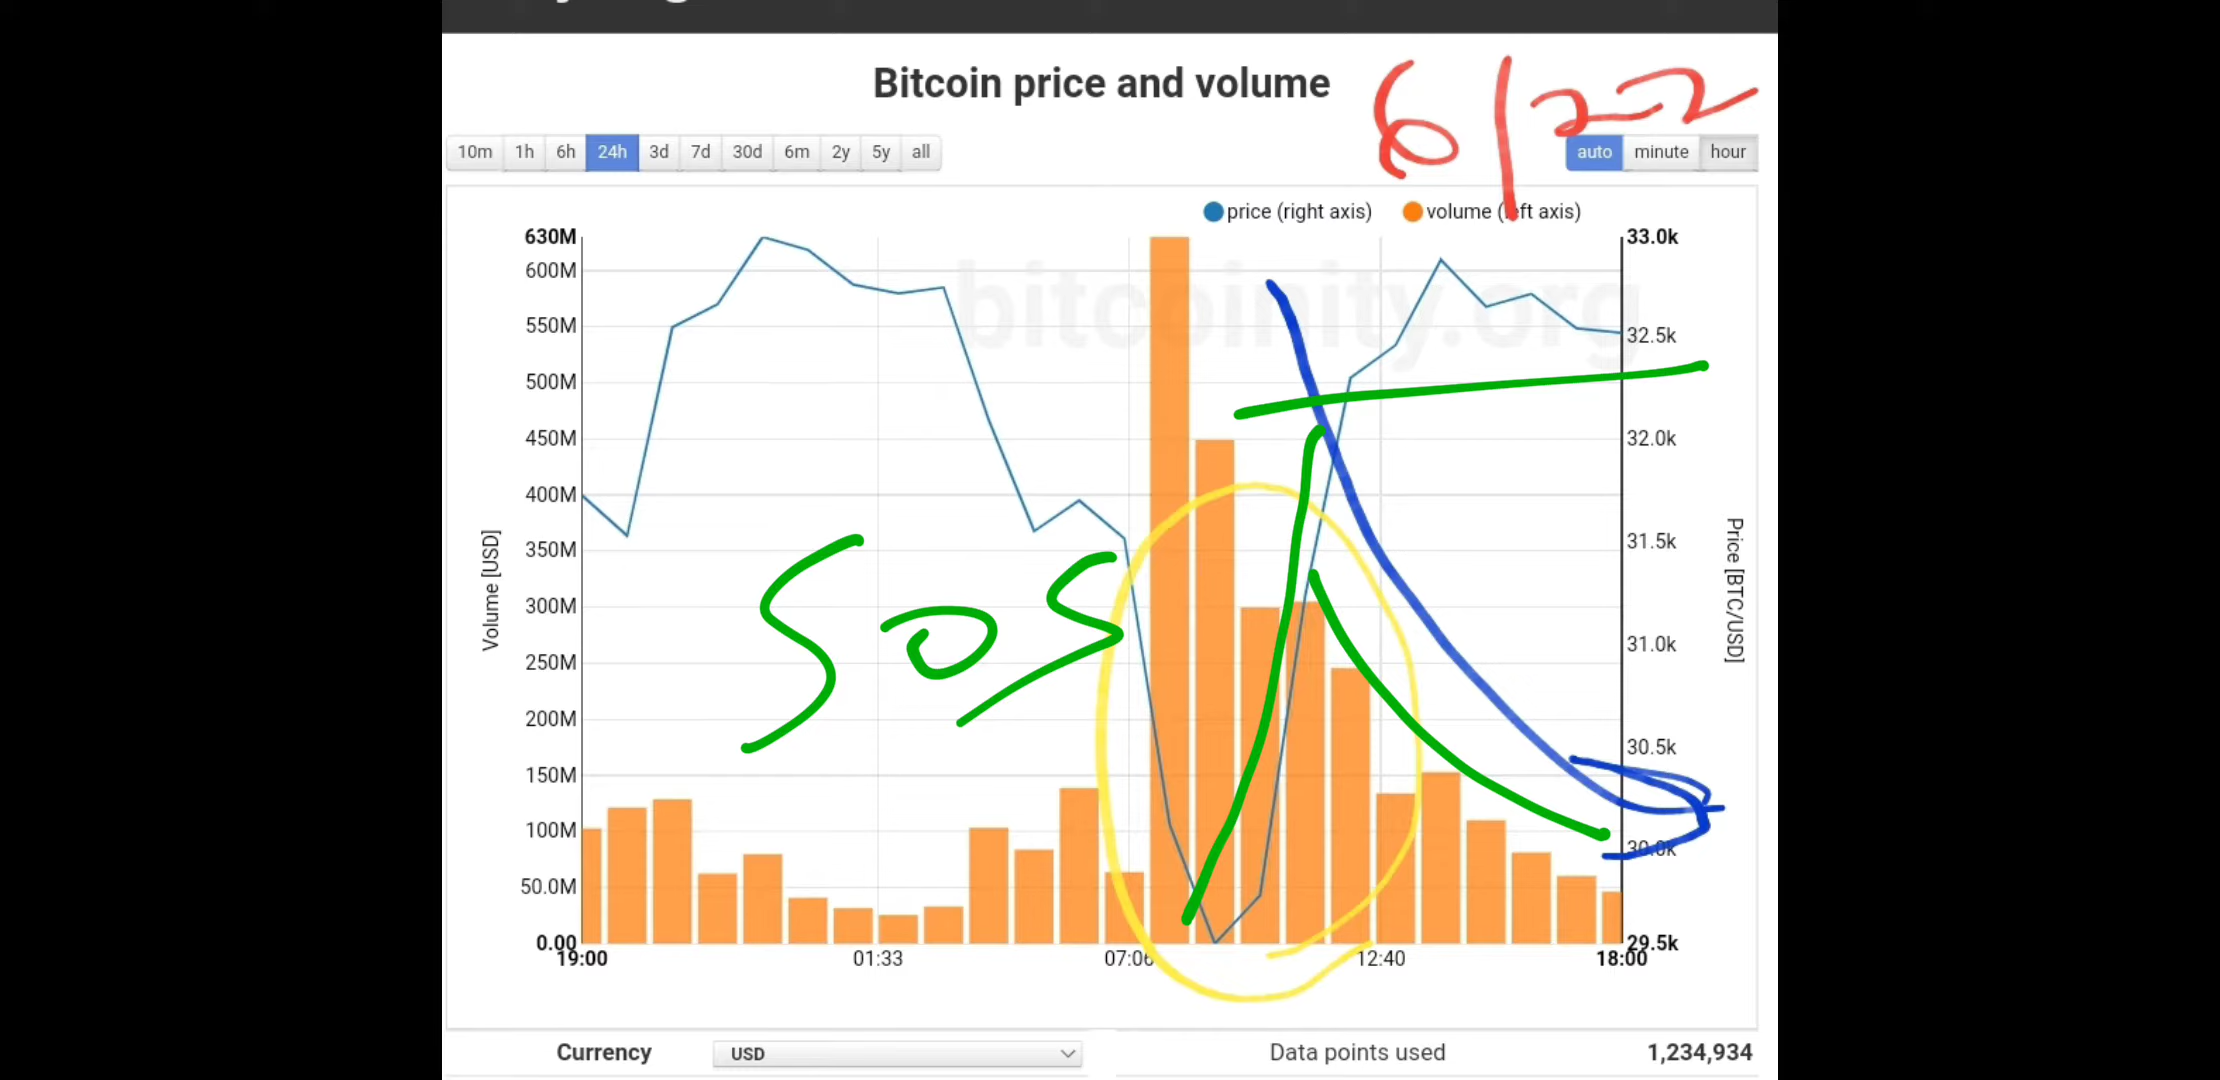 Bitcoin price and volume
6/22
10m 1h 6h 24h 3d 7d 30d 6m 2y 5y all
auto minute hour
price (right axis) volume (left axis)
bitcoinity.org
630M
600M
550M
500M
450M
400M
350M
300M
250M
200M
150M
100M
50.0M
0.00
Volume [USD]
SOS
33.0k
32.5k
32.0k
31.5k
31.0k
30.5k
30.0k
29.5k
Price [BTC/USD]
19:00 01:33 07:06 12:40 18:00
Currency USD Data points used 1,234,934